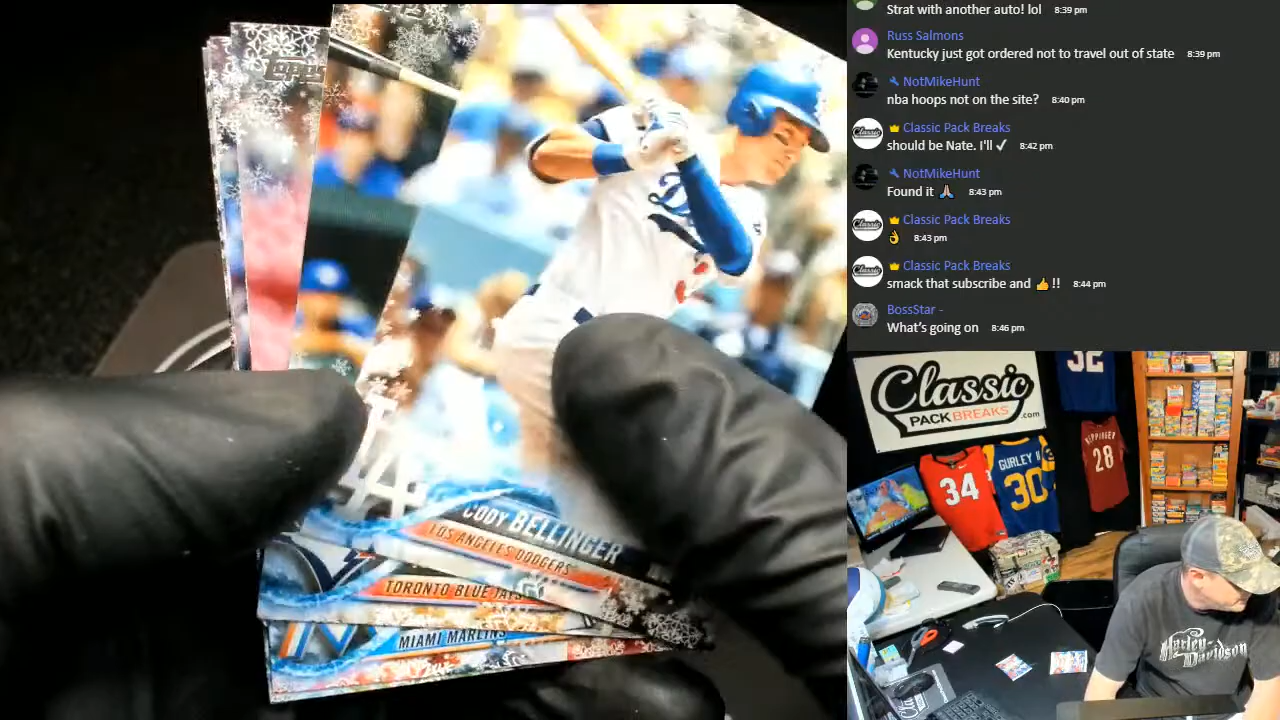 Strat with another auto! lol 8:39 pm
Russ Salmons
Kentucky just got ordered not to travel out of state 8:39 pm
NotMikeHunt
nba hoops not on the site? 8:40 pm
Classic Pack Breaks
should be Nate. I'll ✔ 8:42 pm
NotMikeHunt
Found it 🙏 8:43 pm
Classic Pack Breaks
👌 8:43 pm
Classic Pack Breaks
smack that subscribe and 👍!! 8:44 pm
BossStar -
What's going on 8:46 pm
LA
CODY BELLINGER
LOS ANGELES DODGERS
TORONTO BLUE JAYS
MIAMI MARLINS
Classic
PACK BREAKS.com
32
34
GURLEY II
30
28
Harley-Davidson